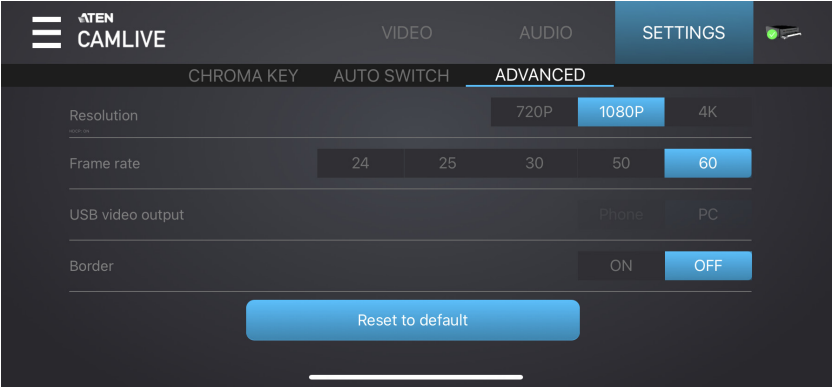 ATEN
CAMLIVE
VIDEO AUDIO SETTINGS
CHROMA KEY AUTO SWITCH ADVANCED
Resolution 720P 1080P 4K
Frame rate 24 25 30 50 60
USB video output Phone PC
Border ON OFF
Reset to default